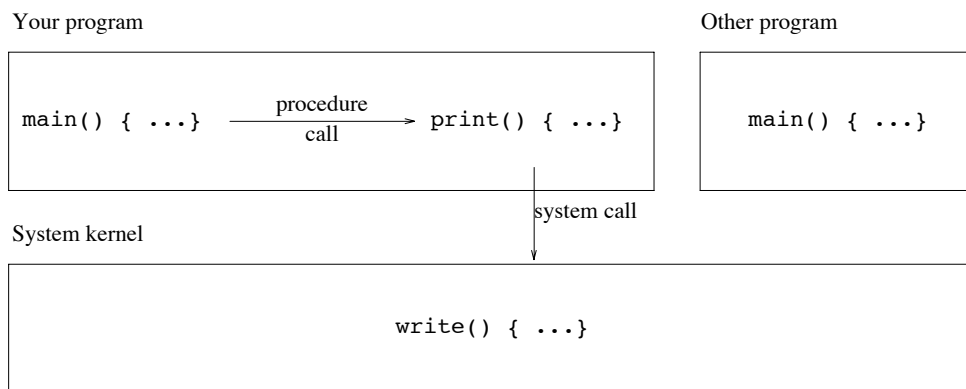 Your program
Other program
main() { ...}
procedure
call
print() { ...}
main() { ...}
system call
System kernel
write() { ...}